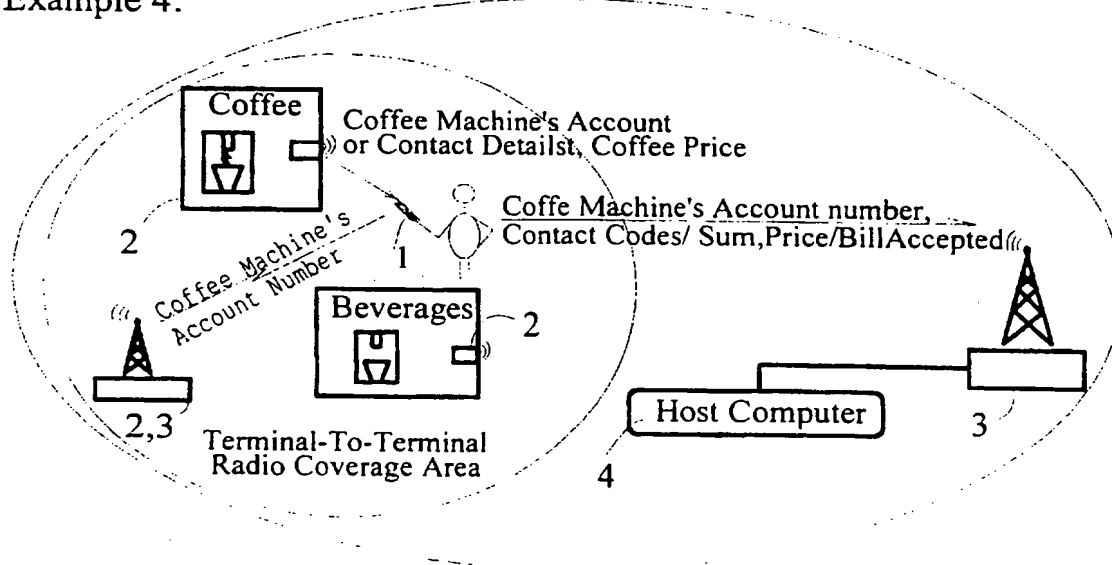 Example 4:
Coffee
Coffee Machine's Account
or Contact Detailst, Coffee Price
2
1
Coffe Machine's Account number,
Contact Codes/ Sum,Price/BillAccepted
Coffee Machine's
Account Number
Beverages
2
2,3
Terminal-To-Terminal
Radio Coverage Area
Host Computer
4
3